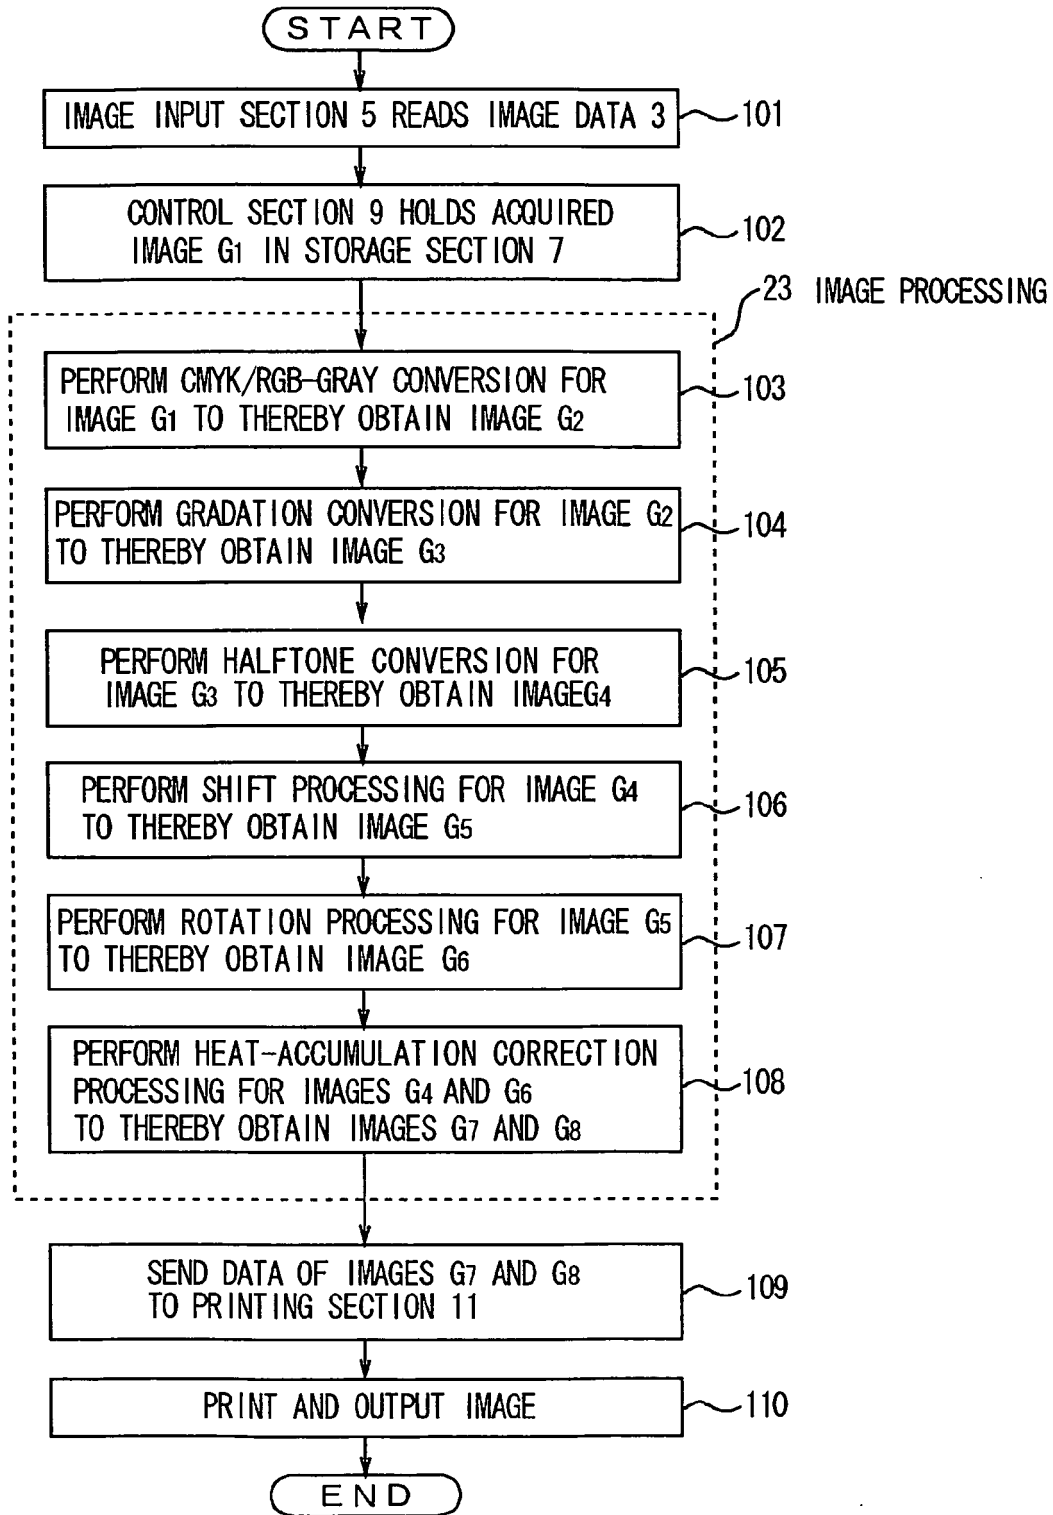 START
IMAGE INPUT SECTION 5 READS IMAGE DATA 3
101
CONTROL SECTION 9 HOLDS ACQUIRED
IMAGE G1 IN STORAGE SECTION 7
102
23 IMAGE PROCESSING
PERFORM CMYK/RGB-GRAY CONVERSION FOR
IMAGE G1 TO THEREBY OBTAIN IMAGE G2
103
PERFORM GRADATION CONVERSION FOR IMAGE G2
TO THEREBY OBTAIN IMAGE G3
104
PERFORM HALFTONE CONVERSION FOR
IMAGE G3 TO THEREBY OBTAIN IMAGEG4
105
PERFORM SHIFT PROCESSING FOR IMAGE G4
TO THEREBY OBTAIN IMAGE G5
106
PERFORM ROTATION PROCESSING FOR IMAGE G5
TO THEREBY OBTAIN IMAGE G6
107
PERFORM HEAT-ACCUMULATION CORRECTION
PROCESSING FOR IMAGES G4 AND G6
TO THEREBY OBTAIN IMAGES G7 AND G8
108
SEND DATA OF IMAGES G7 AND G8
TO PRINTING SECTION 11
109
PRINT AND OUTPUT IMAGE
110
END